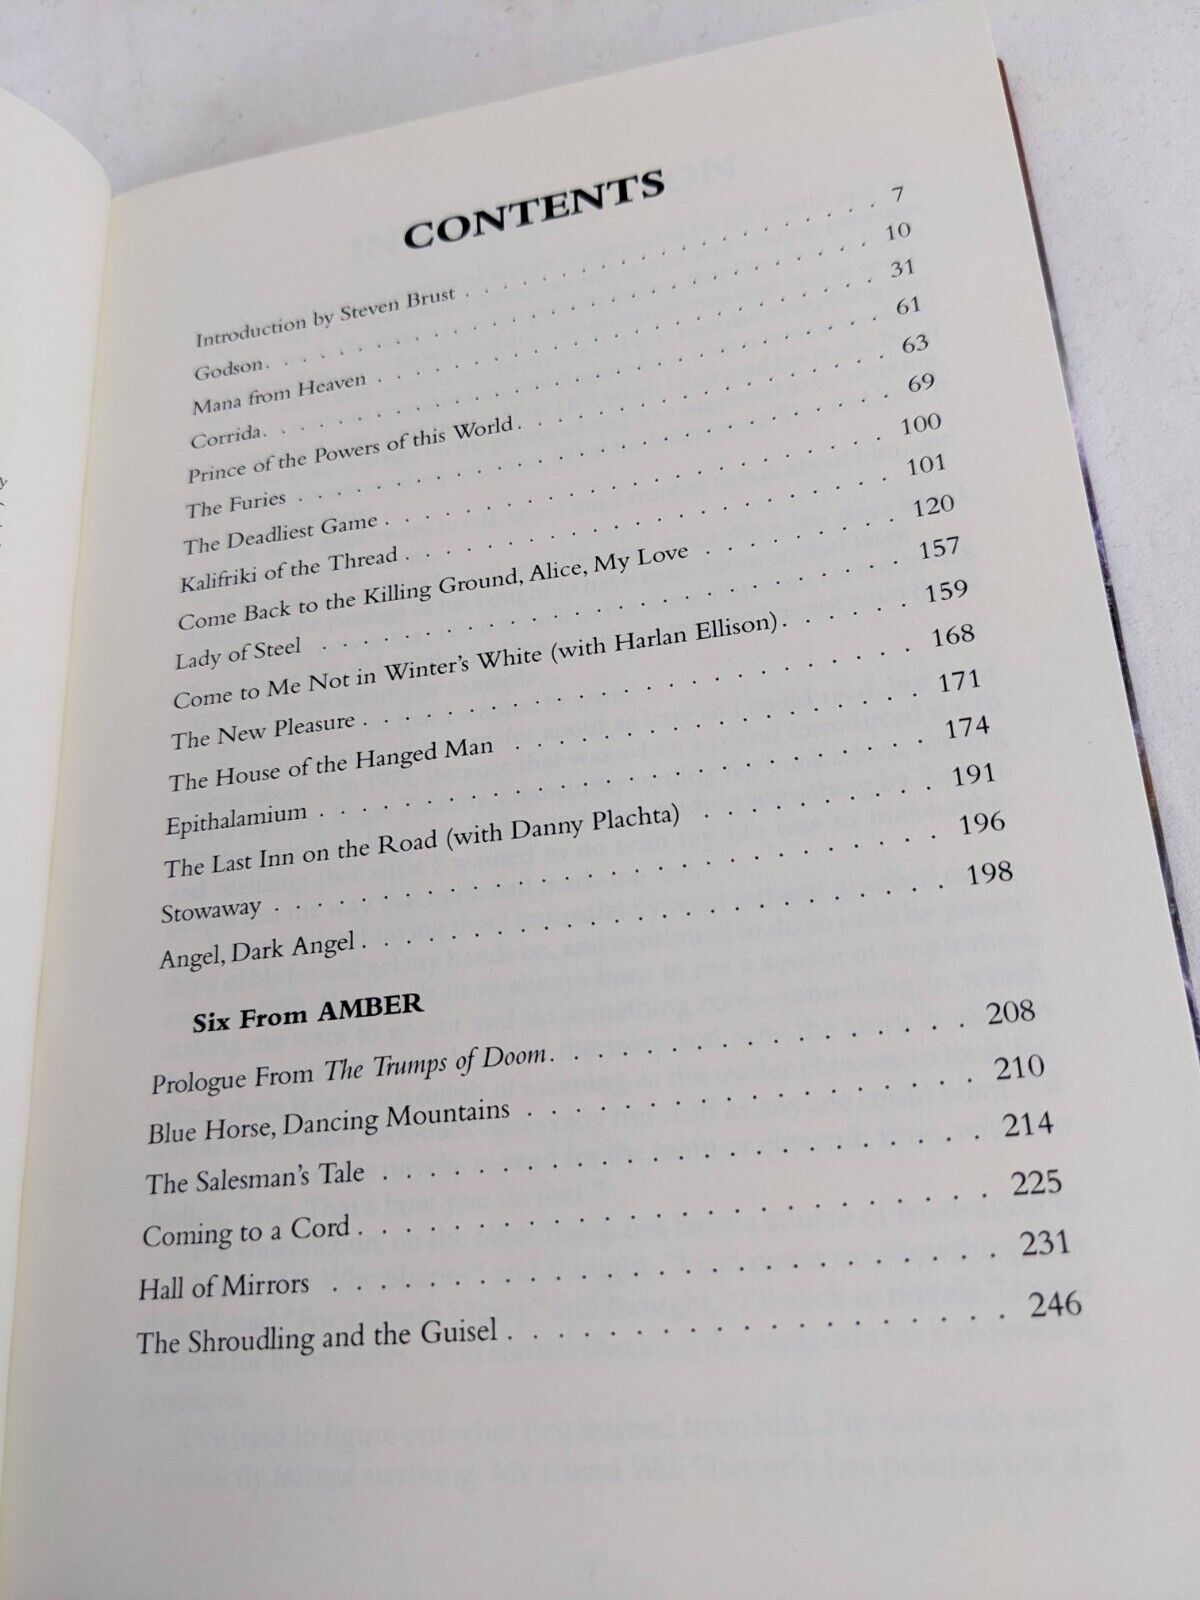 CONTENTS
Introduction by Steven Brust . . . . . . . . . . . . . . . . . . . . 7
Godson. . . . . . . . . . . . . . . . . . . . . . . . . . . . 10
Mana from Heaven . . . . . . . . . . . . . . . . . . . . . . . 31
Corrida. . . . . . . . . . . . . . . . . . . . . . . . . . . . 61
Prince of the Powers of this World. . . . . . . . . . . . . . . . . 63
The Furies . . . . . . . . . . . . . . . . . . . . . . . . . . 69
The Deadliest Game . . . . . . . . . . . . . . . . . . . . . . 100
Kalifriki of the Thread . . . . . . . . . . . . . . . . . . . . . 101
Come Back to the Killing Ground, Alice, My Love . . . . . . . . . 120
Lady of Steel . . . . . . . . . . . . . . . . . . . . . . . . . 157
Come to Me Not in Winter's White (with Harlan Ellison). . . . . . 159
The New Pleasure . . . . . . . . . . . . . . . . . . . . . . . 168
The House of the Hanged Man . . . . . . . . . . . . . . . . . 171
Epithalamium . . . . . . . . . . . . . . . . . . . . . . . . . 174
The Last Inn on the Road (with Danny Plachta) . . . . . . . . . . 191
Stowaway . . . . . . . . . . . . . . . . . . . . . . . . . . . 196
Angel, Dark Angel . . . . . . . . . . . . . . . . . . . . . . . 198
Six From AMBER
Prologue From The Trumps of Doom. . . . . . . . . . . . . . . . 208
Blue Horse, Dancing Mountains . . . . . . . . . . . . . . . . . 210
The Salesman's Tale . . . . . . . . . . . . . . . . . . . . . . 214
Coming to a Cord . . . . . . . . . . . . . . . . . . . . . . . 225
Hall of Mirrors . . . . . . . . . . . . . . . . . . . . . . . . 231
The Shroudling and the Guisel . . . . . . . . . . . . . . . . . . 246